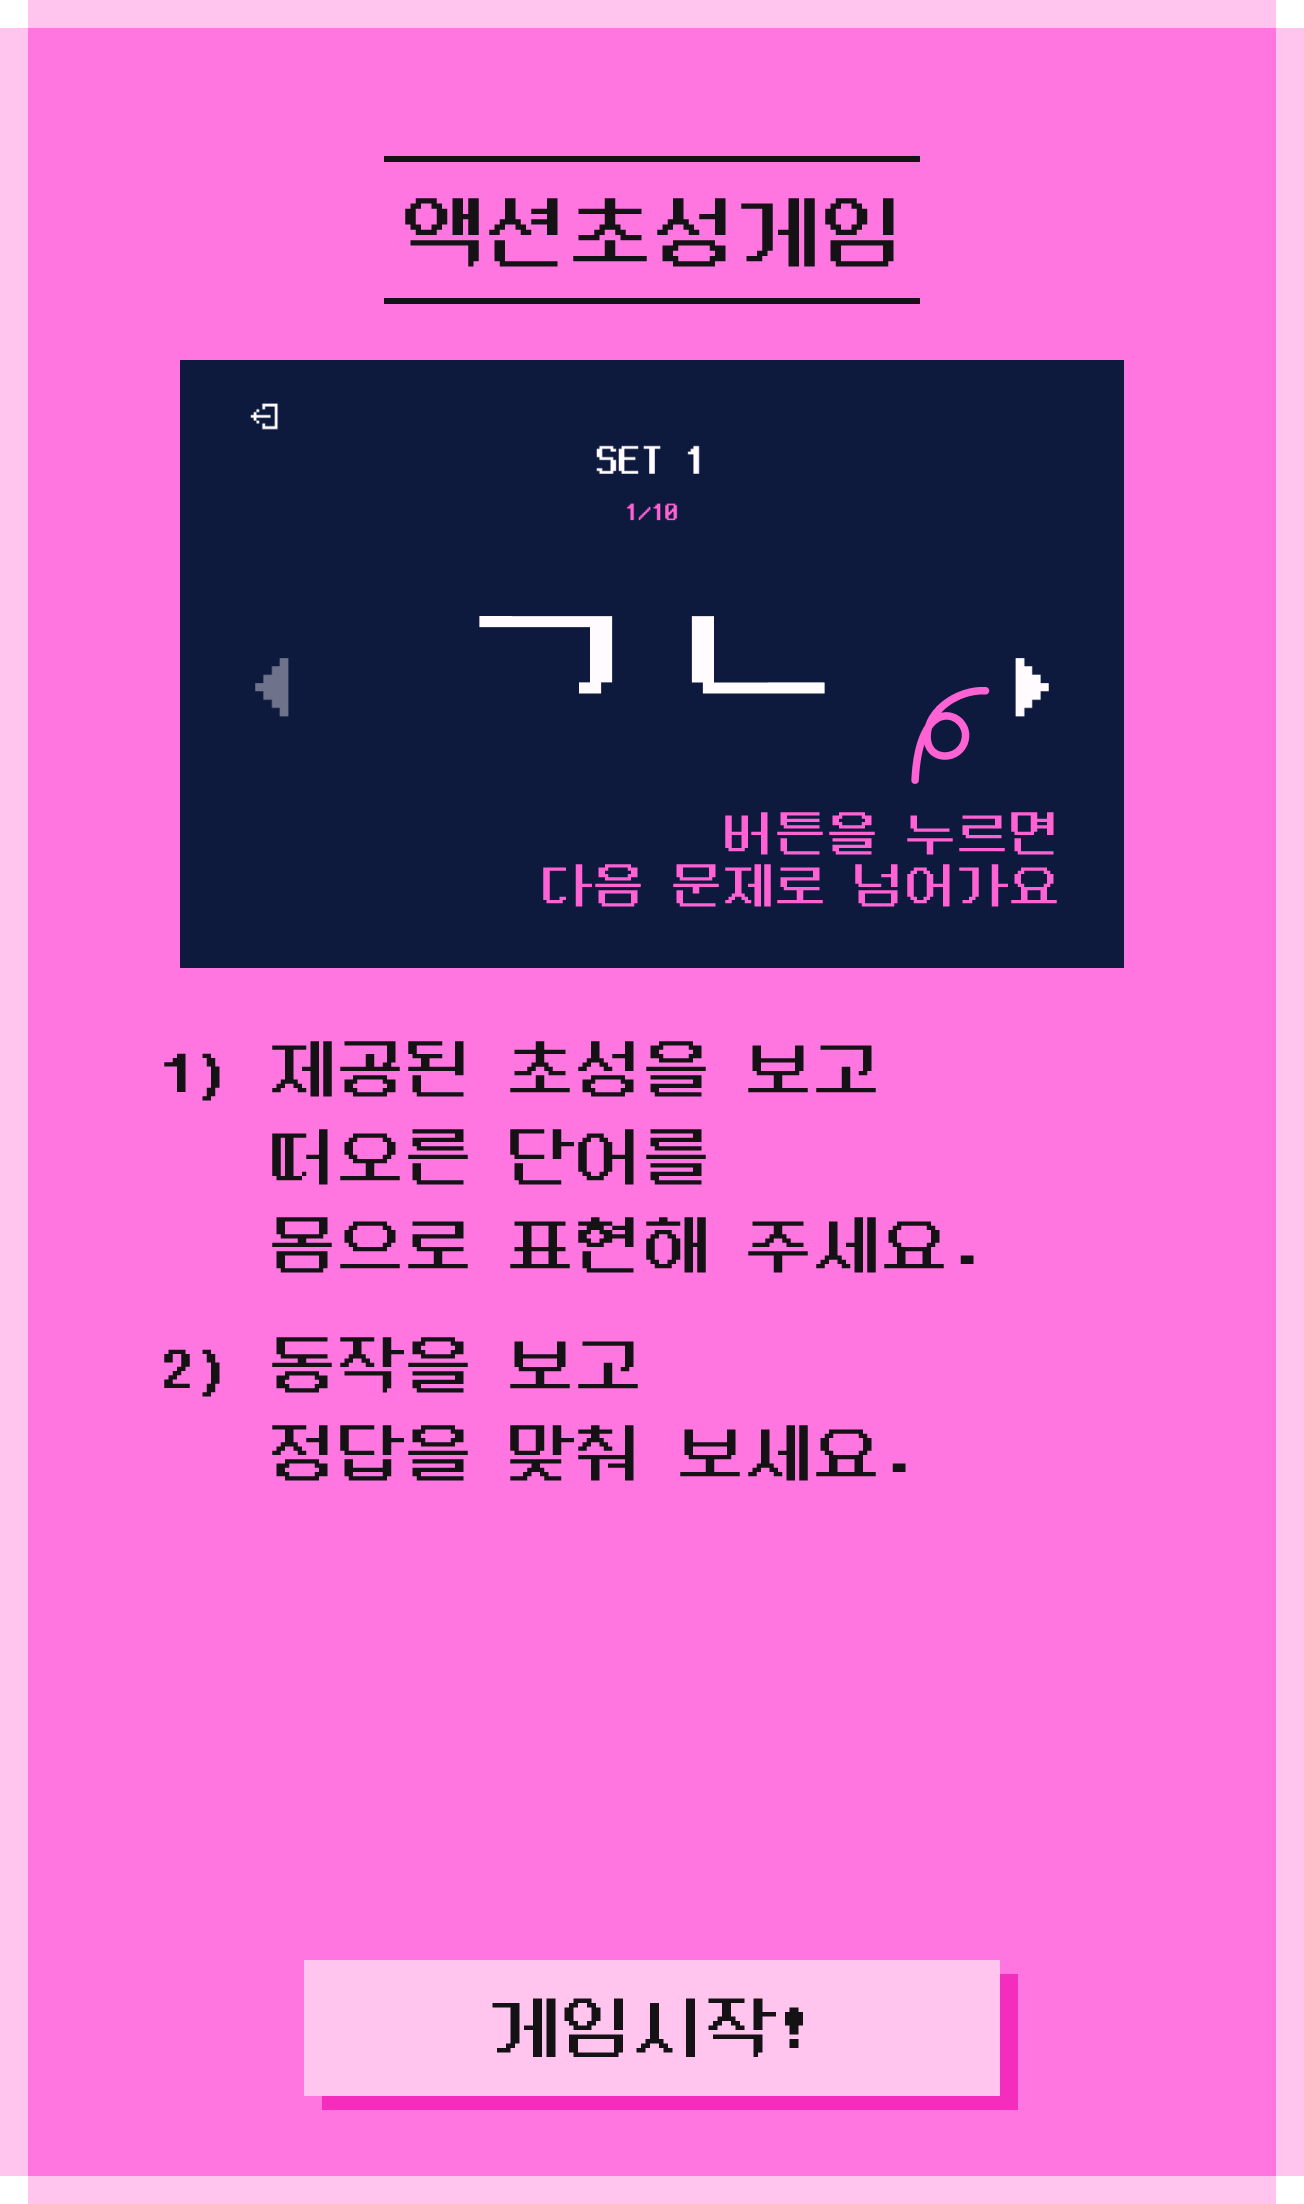 액션초성게임
SET 1
1/10
ㄱㄴ
버튼을 누르면
다음 문제로 넘어가요
1) 제공된 초성을 보고
떠오른 단어를
몸으로 표현해 주세요.
2) 동작을 보고
정답을 맞춰 보세요.
게임시작!